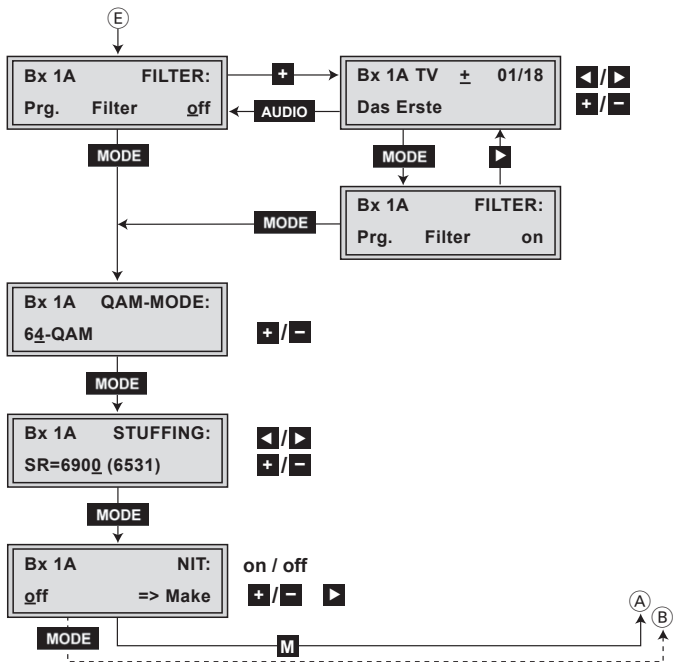 E
Bx 1A FILTER:
Prg. Filter off
+
AUDIO
Bx 1A TV ± 01/18
Das Erste
◄/►
+/−
MODE
MODE
►
Bx 1A FILTER:
Prg. Filter on
MODE
Bx 1A QAM-MODE:
64-QAM
+/−
MODE
Bx 1A STUFFING:
SR=6900 (6531)
◄/►
+/−
MODE
Bx 1A NIT:
off => Make
on / off
+/− ►
MODE
M
A
B